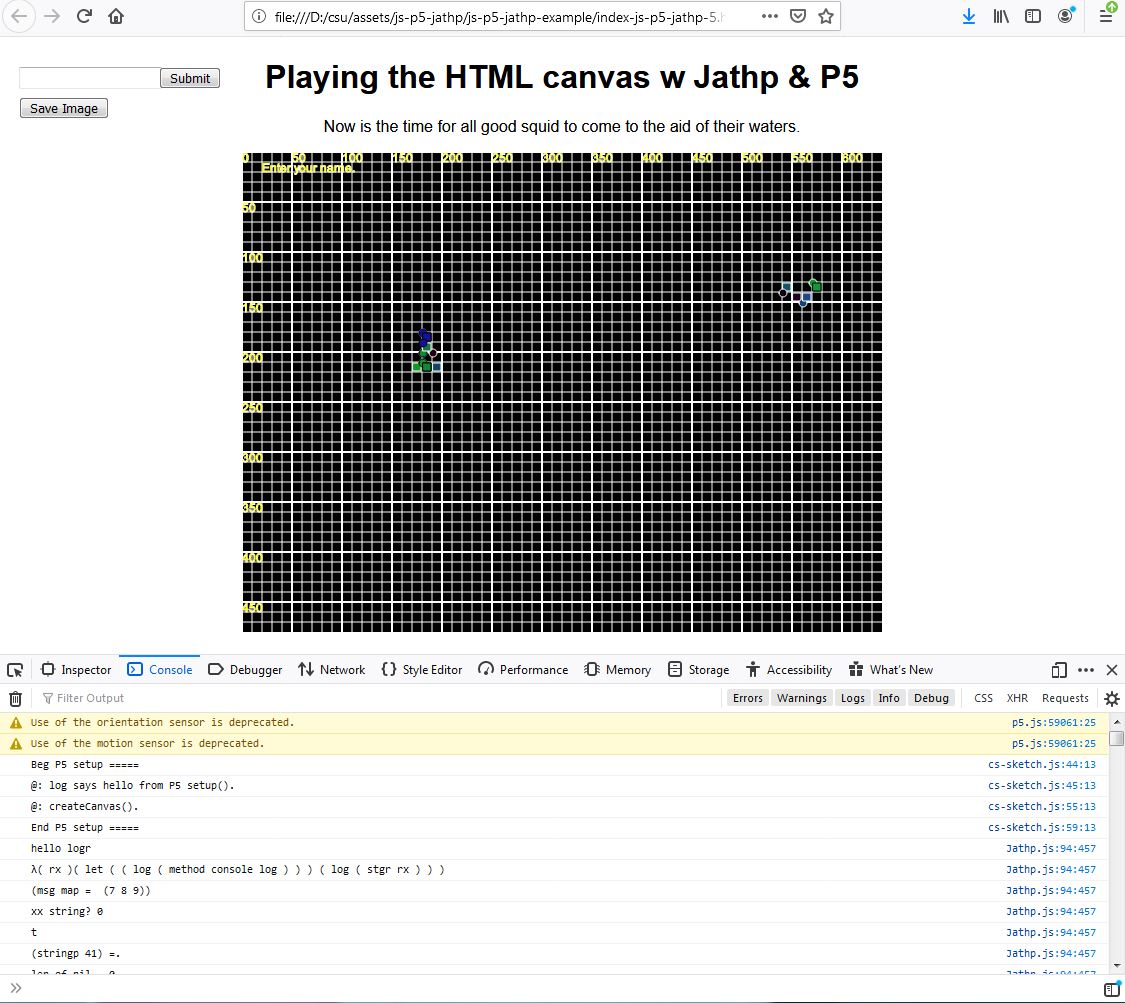 file:///D:/csu/assets/js-p5-jathp/js-p5-jathp-example/index-js-p5-jathp-5.h
Submit
Playing the HTML canvas w Jathp & P5
Save Image
Now is the time for all good squid to come to the aid of their waters.
0 50 100 150 200 250 300 350 400 450 500 550 600
Enter your name.
50
100
150
200
250
300
350
400
450
Inspector Console Debugger Network Style Editor Performance Memory Storage Accessibility What's New
Filter Output Errors Warnings Logs Info Debug CSS XHR Requests
Use of the orientation sensor is deprecated. p5.js:59061:25
Use of the motion sensor is deprecated. p5.js:59061:25
Beg P5 setup ===== cs-sketch.js:44:13
@: log says hello from P5 setup(). cs-sketch.js:45:13
@: createCanvas(). cs-sketch.js:55:13
End P5 setup ===== cs-sketch.js:59:13
hello logr Jathp.js:94:457
λ( rx )( let ( ( log ( method console log ) ) ) ( log ( stgr rx ) ) ) Jathp.js:94:457
(msg map =  (7 8 9)) Jathp.js:94:457
xx string? 0 Jathp.js:94:457
t Jathp.js:94:457
(stringp 41) =. Jathp.js:94:457
len of nil  0 Jathp.js:94:457